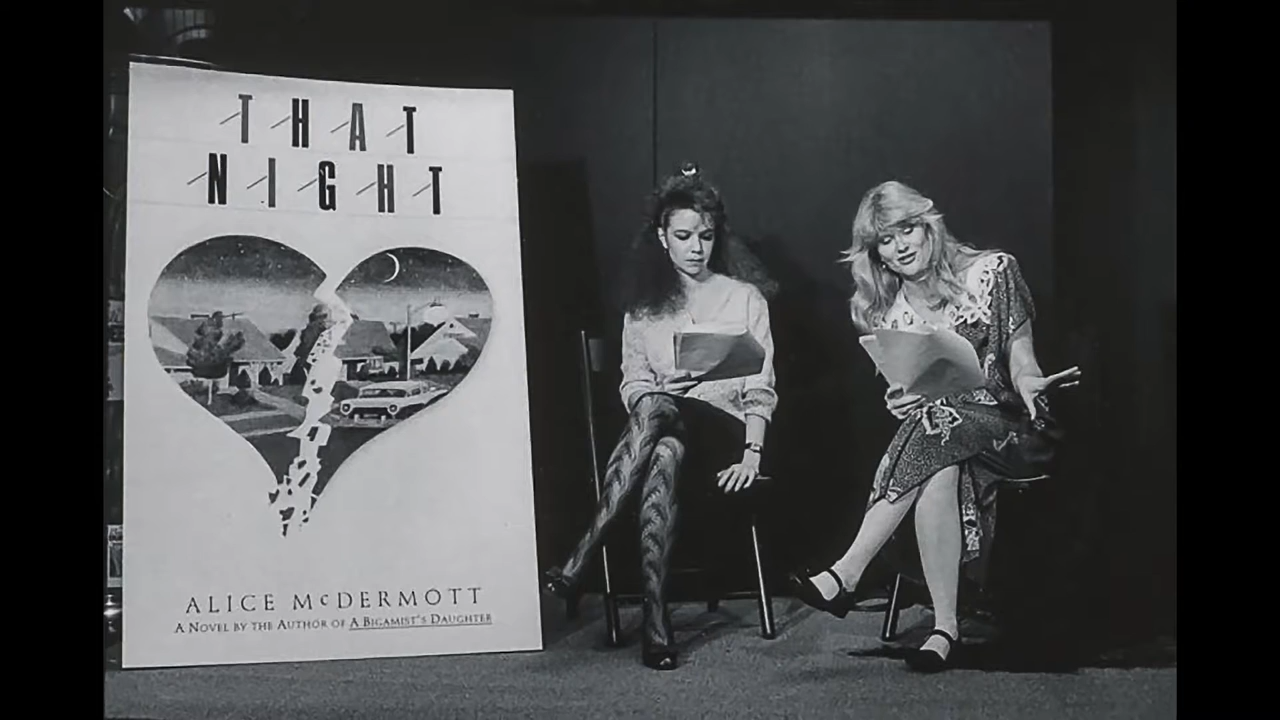 THAT
NIGHT
ALICE McDERMOTT
A NOVEL BY THE AUTHOR OF A BIGAMIST'S DAUGHTER